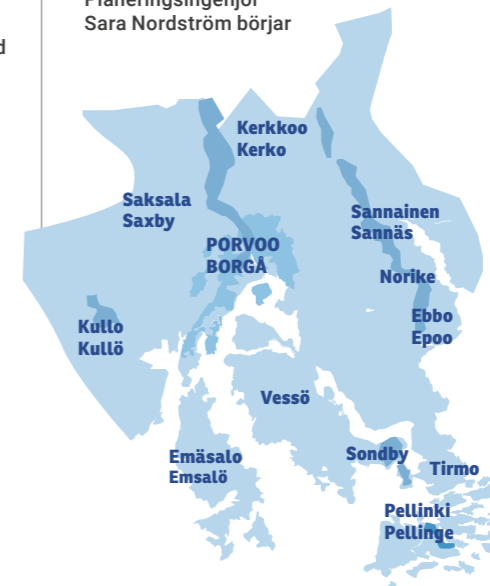 Planeringsingenjör
Sara Nordström börjar
d
Kerkkoo
Kerko
Saksala
Saxby
Sannainen
Sannäs
PORVOO
BORGÅ
Norike
Ebbo
Epoo
Kullo
Kullö
Vessö
Emäsalo
Emsalö
Sondby
Tirmo
Pellinki
Pellinge